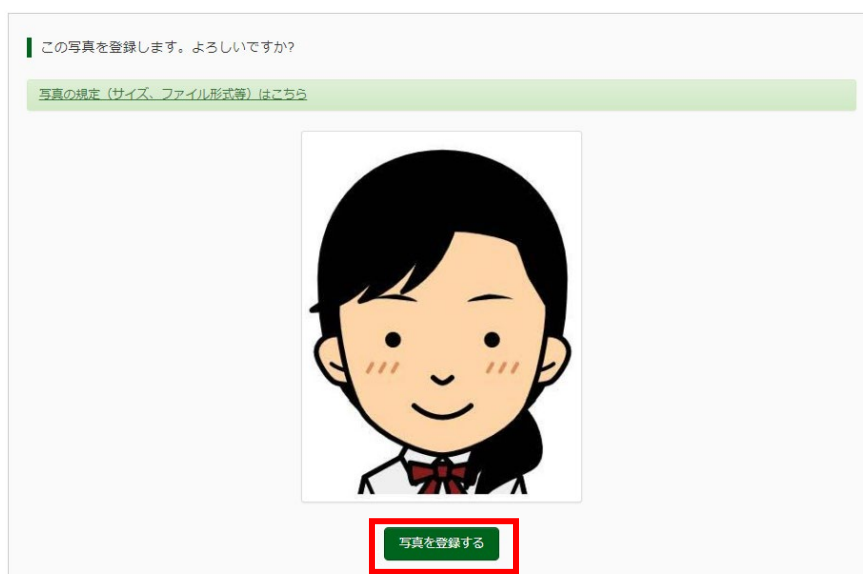 この写真を登録します。よろしいですか?
写真の規定（サイズ、ファイル形式等）はこちら
写真を登録する